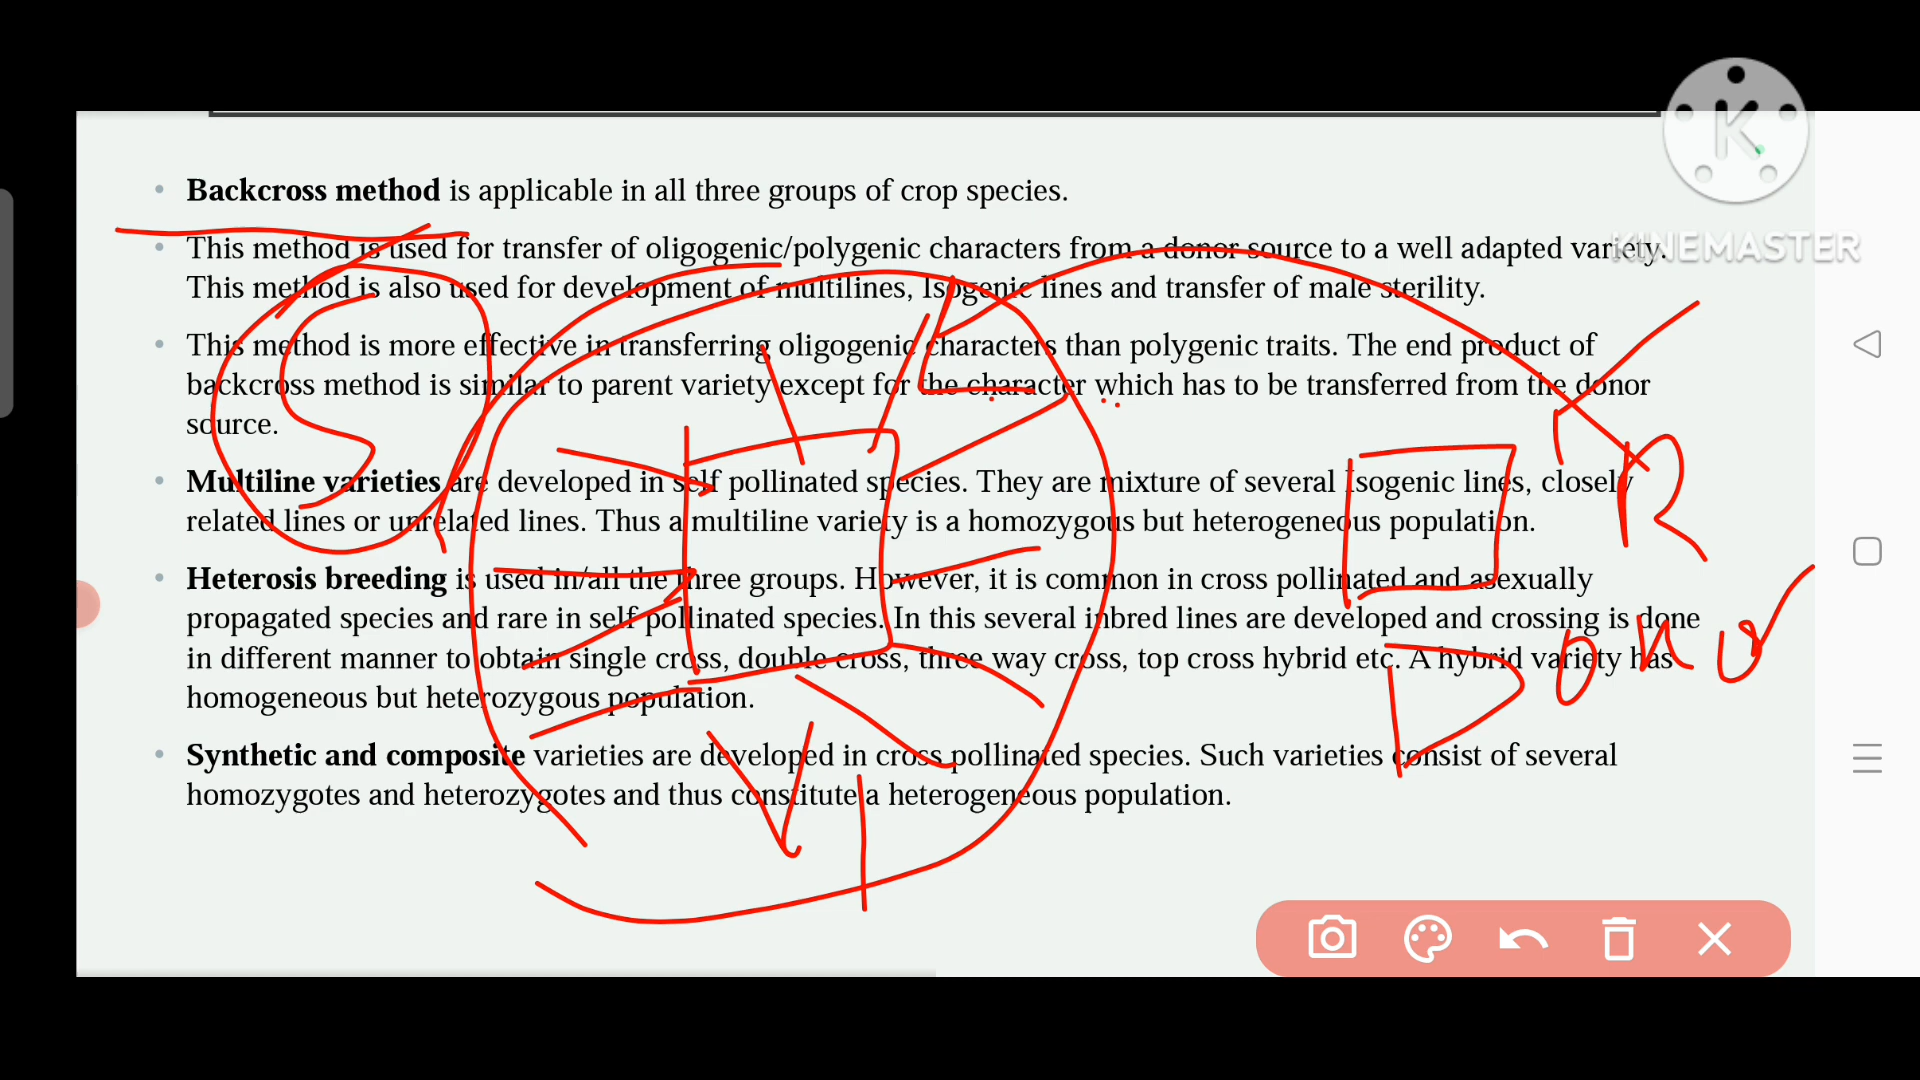 Backcross method is applicable in all three groups of crop species.
This method is used for transfer of oligogenic/polygenic characters from a donor source to a well adapted variety.
This method is also used for development of multilines, Isogenic lines and transfer of male sterility.
This method is more effective in transferring oligogenic characters than polygenic traits. The end product of
backcross method is similar to parent variety except for the character which has to be transferred from the donor
source.
Multiline varieties are developed in self pollinated species. They are mixture of several Isogenic lines, closely
related lines or unrelated lines. Thus a multiline variety is a homozygous but heterogeneous population.
Heterosis breeding is used in/all the three groups. However, it is common in cross pollinated and asexually
propagated species and rare in self pollinated species. In this several inbred lines are developed and crossing is done
in different manner to obtain single cross, double cross, three way cross, top cross hybrid etc. A hybrid variety has
homogeneous but heterozygous population.
Synthetic and composite varieties are developed in cross pollinated species. Such varieties consist of several
homozygotes and heterozygotes and thus constitute a heterogeneous population.
S
R
Donor
V1
K
KINEMASTER